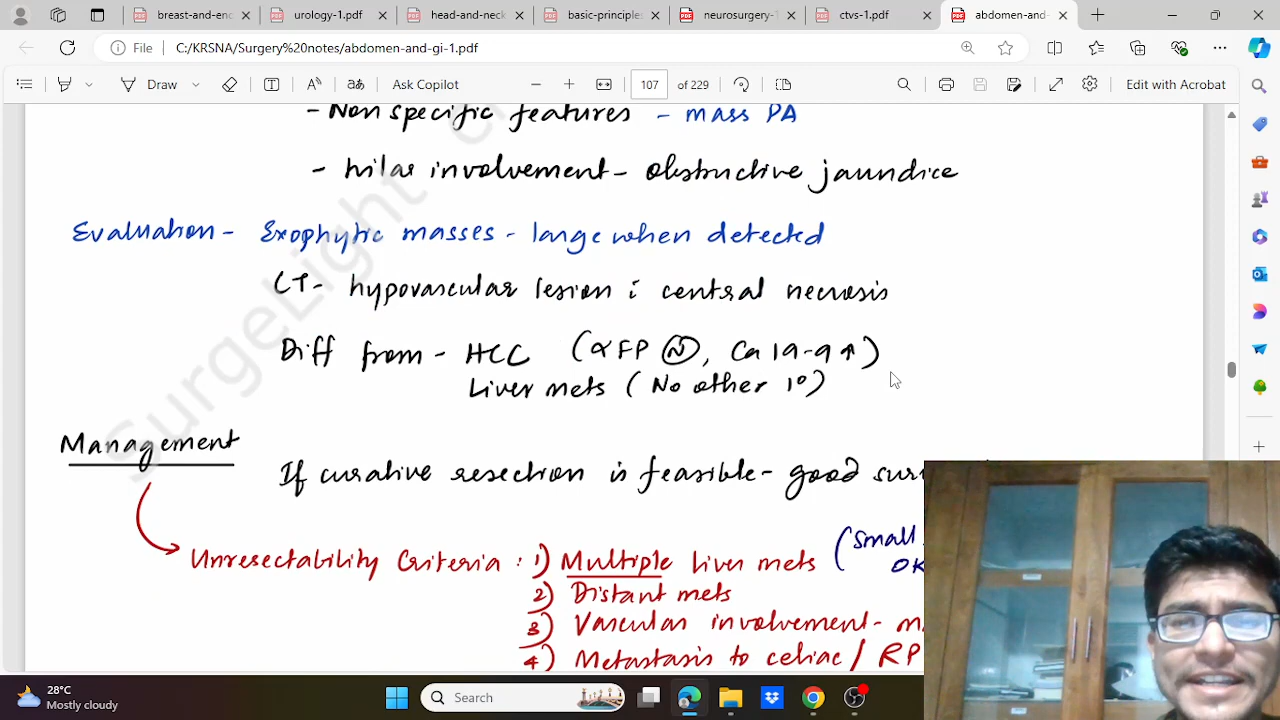 breast-and-enc
urology-1.pdf
head-and-neck
basic-principles
neurosurgery-1
ctvs-1.pdf
abdomen-and-
File C:/KRSNA/Surgery%20notes/abdomen-and-gi-1.pdf
Draw Ask Copilot 107 of 229 Edit with Acrobat
- Non specific features - mass PA
- hilar involvement - obstructive jaundice
Evaluation - Exophytic masses - large when detected
CT - hypovascular lesion c̄ central necrosis
Diff from - HCC (αFP N, Ca 19-9 ↑)
Liver mets (No other 1°)
Management
If curative resection is feasible - good
Unresectability Criteria : 1) Multiple Liver mets (Small
OK
2) Distant mets
3) Vascular involvement -
4) Metastasis to celiac / RP
SurgeLight
28°C
Mostly cloudy
Search